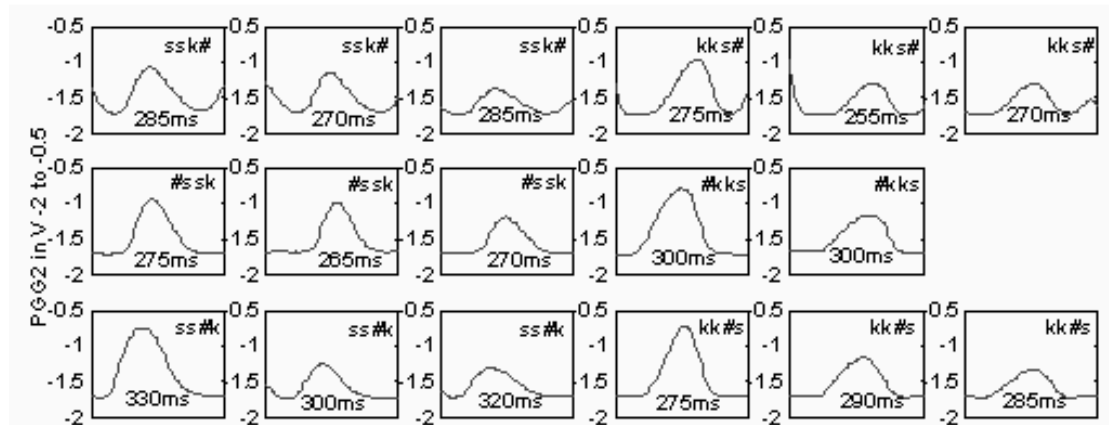 PGG2 in V -2 to -0.5
-0.5 0.5 0.5 0.5 0.5 0.5
ssk# ssk# ssk# kks# kks# kks#
-1 -1 -1 -1 -1 -1
-1.5 1.5 1.5 1.5 1.5 1.5
285ms 270ms 285ms 275ms 255ms 270ms
-2 -2 -2 -2 -2 -2
-0.5 0.5 0.5 0.5 0.5
#ssk #ssk #ssk #kks #kks
-1 -1 -1 -1 -1
1.5 1.5 1.5 1.5 1.5
275ms 265ms 270ms 300ms 300ms
-2 -2 -2 -2 -2
-0.5 0.5 0.5 0.5 0.5 0.5
ss#k ss#k ss#k kk#s kk#s kk#s
-1 -1 -1 -1 -1 -1
-1.5 1.5 1.5 1.5 1.5 1.5
330ms 300ms 320ms 275ms 290ms 285ms
-2 -2 -2 -2 -2 -2